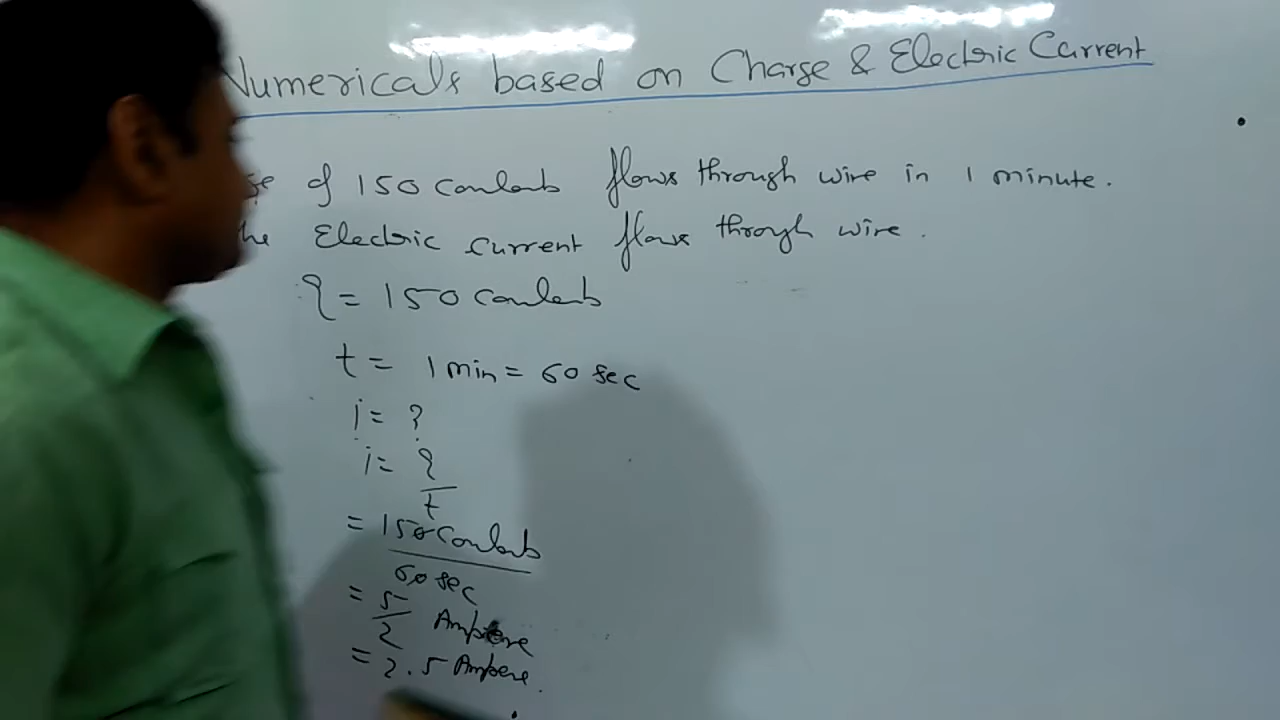 Numericals based on Charge & Electric Current
of 150 Coulomb flows through wire in 1 minute.
Electric current flows through wire.
q = 150 Coulomb
t = 1 min = 60 sec
i = ?
i = q
t
= 150 Coulomb
60 sec
= 5
2 Ampere
= 2.5 Ampere.